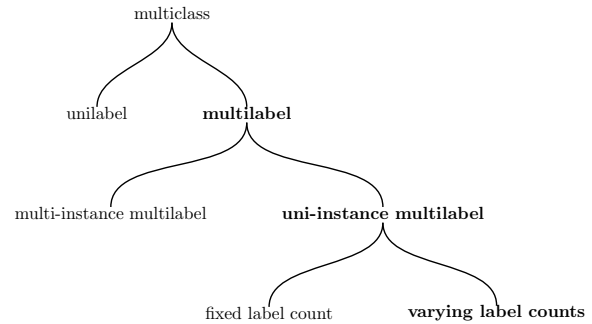 multiclass
unilabel
multilabel
multi-instance multilabel
uni-instance multilabel
fixed label count
varying label counts